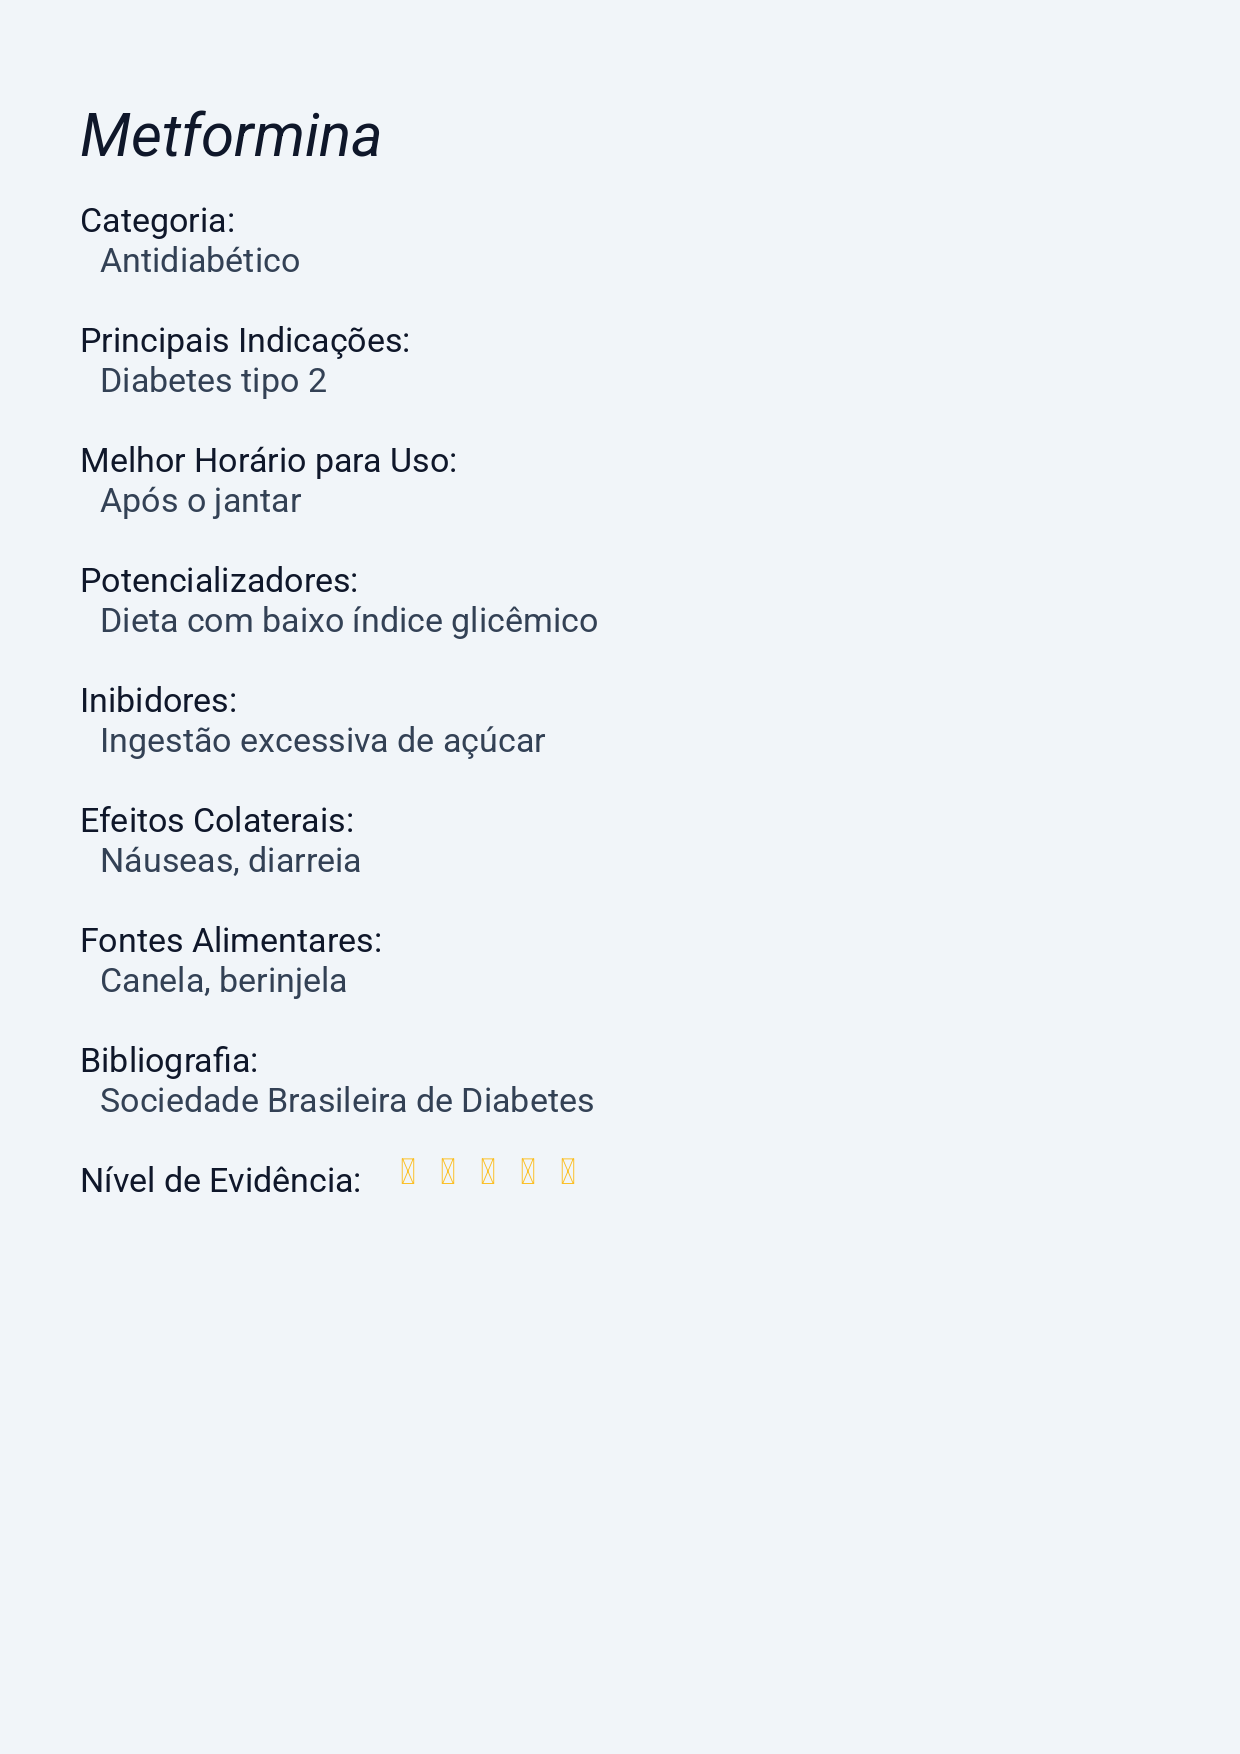 Metformina
Categoria:
Antidiabético
Principais Indicações:
Diabetes tipo 2
Melhor Horário para Uso:
Após o jantar
Potencializadores:
Dieta com baixo índice glicêmico
Inibidores:
Ingestão excessiva de açúcar
Efeitos Colaterais:
Náuseas, diarreia
Fontes Alimentares:
Canela, berinjela
Bibliografia:
Sociedade Brasileira de Diabetes
Nível de Evidência: